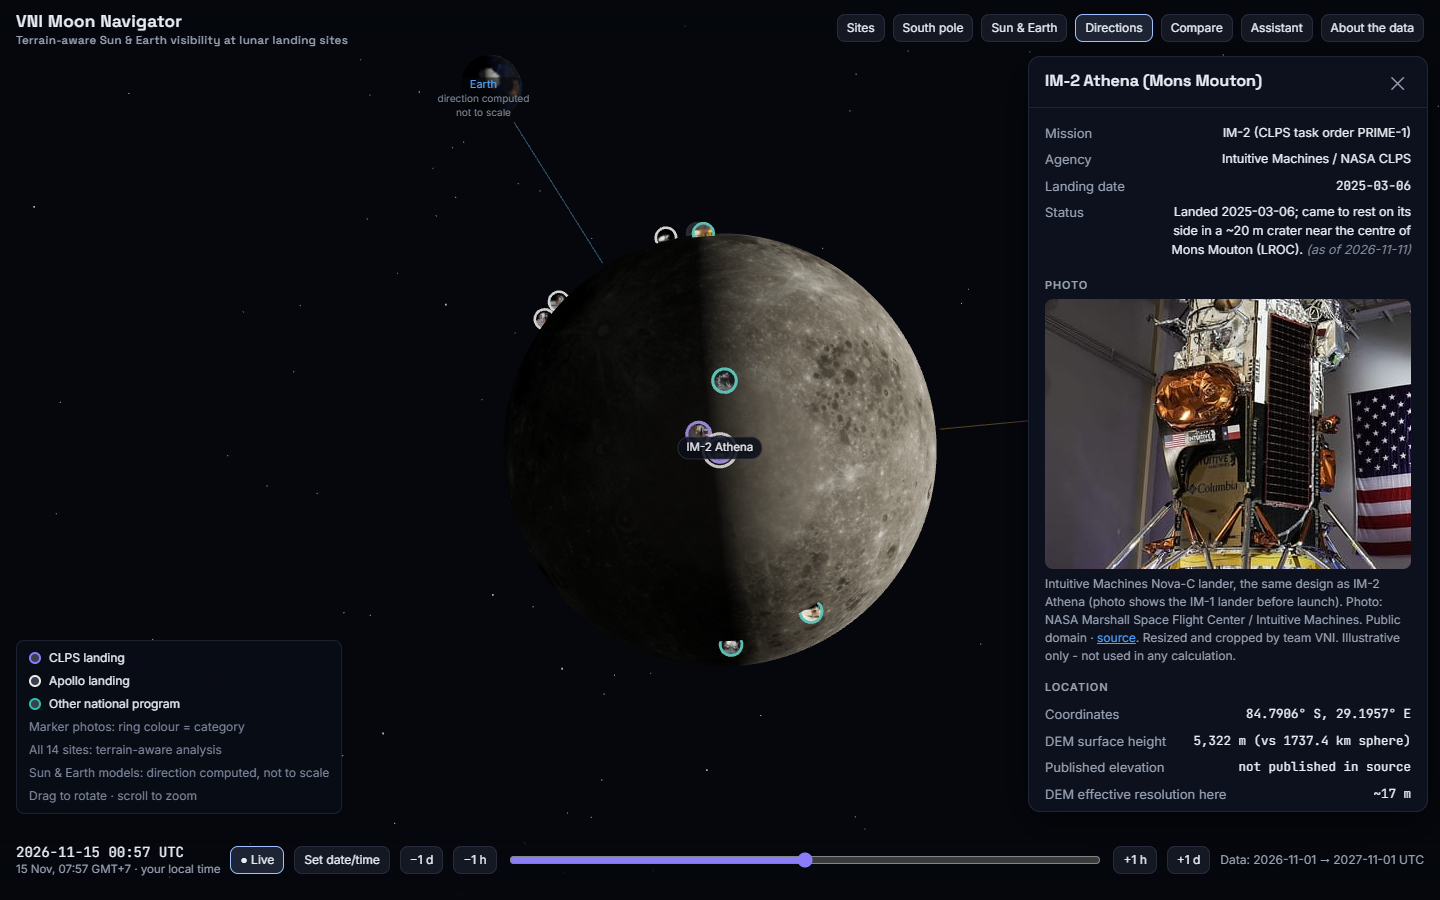 VNI Moon Navigator
Terrain-aware Sun & Earth visibility at lunar landing sites
Sites
South pole
Sun & Earth
Directions
Compare
Assistant
About the data
Earth
direction computed
not to scale
IM-2 Athena
IM-2 Athena (Mons Mouton)
Mission
IM-2 (CLPS task order PRIME-1)
Agency
Intuitive Machines / NASA CLPS
Landing date
2025-03-06
Status
Landed 2025-03-06; came to rest on its
side in a ~20 m crater near the centre of
Mons Mouton (LROC). (as of 2026-11-11)
PHOTO
Columbia
Intuitive Machines Nova-C lander, the same design as IM-2
Athena (photo shows the IM-1 lander before launch). Photo:
NASA Marshall Space Flight Center / Intuitive Machines. Public
domain · source. Resized and cropped by team VNI. Illustrative
only - not used in any calculation.
LOCATION
Coordinates
84.7906° S, 29.1957° E
DEM surface height
5,322 m (vs 1737.4 km sphere)
Published elevation
not published in source
DEM effective resolution here
~17 m
CLPS landing
Apollo landing
Other national program
Marker photos: ring colour = category
All 14 sites: terrain-aware analysis
Sun & Earth models: direction computed, not to scale
Drag to rotate · scroll to zoom
2026-11-15 00:57 UTC
15 Nov, 07:57 GMT+7 · your local time
● Live
Set date/time
−1 d
−1 h
+1 h
+1 d
Data: 2026-11-01 → 2027-11-01 UTC